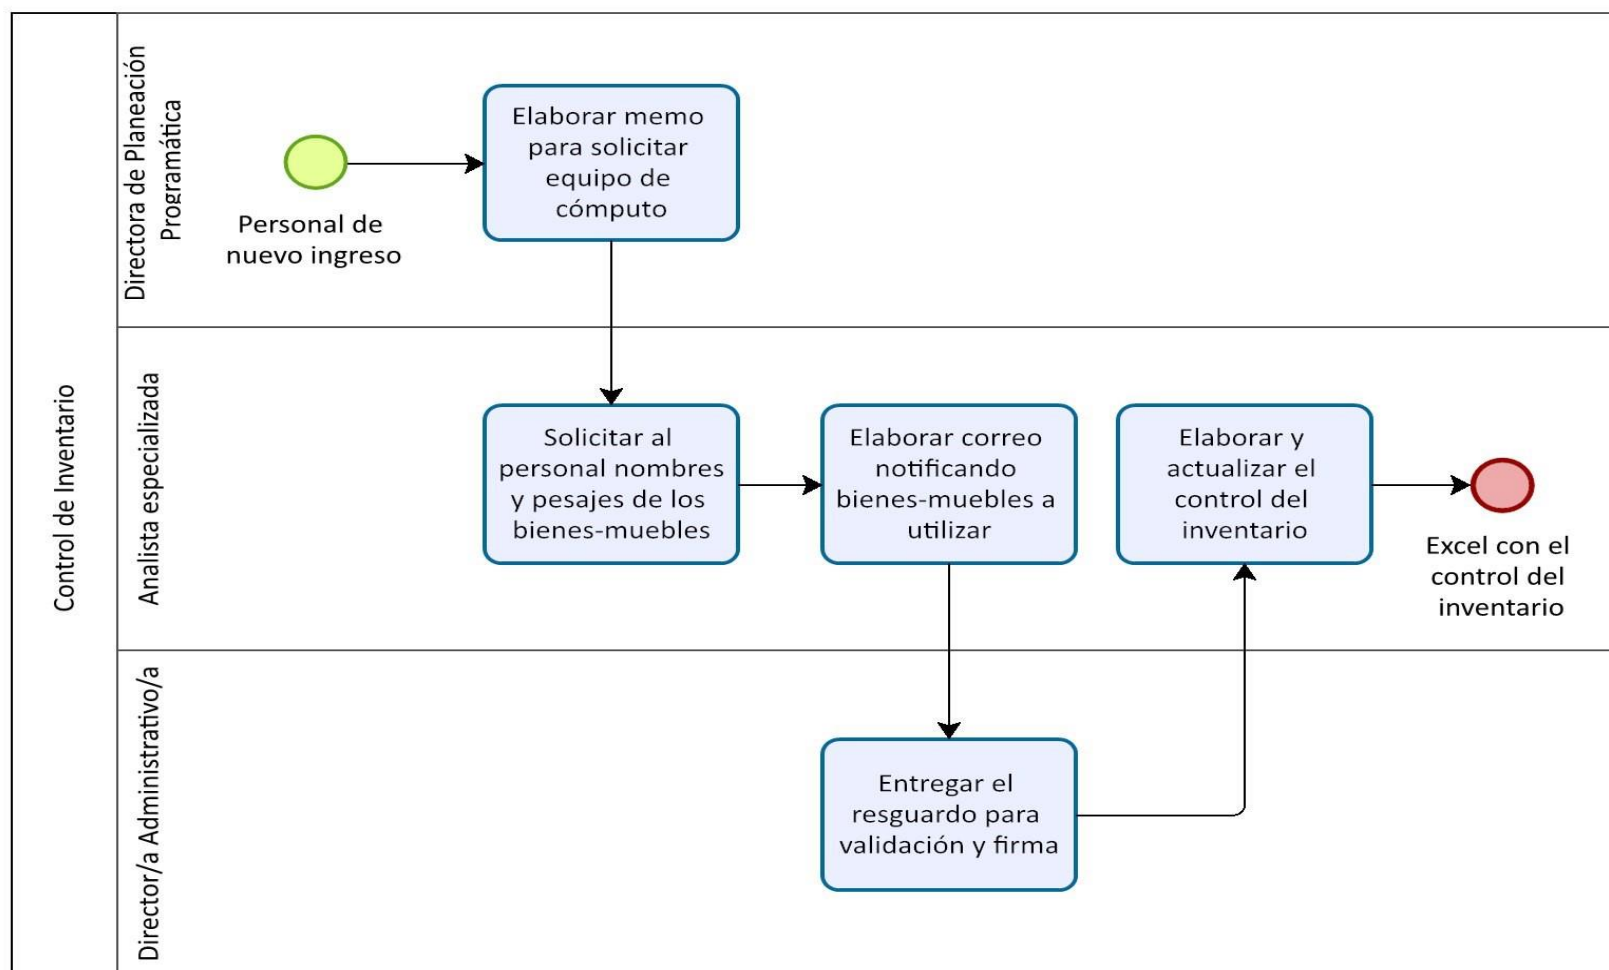 Control de Inventario
Directora de Planeación
Programática
Personal de
nuevo ingreso
Elaborar memo
para solicitar
equipo de
cómputo
Analista especializada
Solicitar al
personal nombres
y pesajes de los
bienes-muebles
Elaborar correo
notificando
bienes-muebles a
utilizar
Elaborar y
actualizar el
control del
inventario
Excel con el
control del
inventario
Director/a Administrativo/a
Entregar el
resguardo para
validación y firma